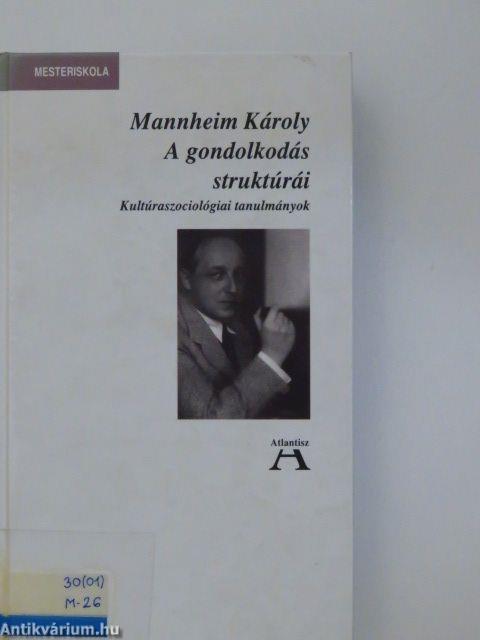 MESTERISKOLA
Mannheim Károly
A gondolkodás
struktúrái
Kultúraszociológiai tanulmányok
Atlantisz
30(01)
M-26
Antikvárium.hu